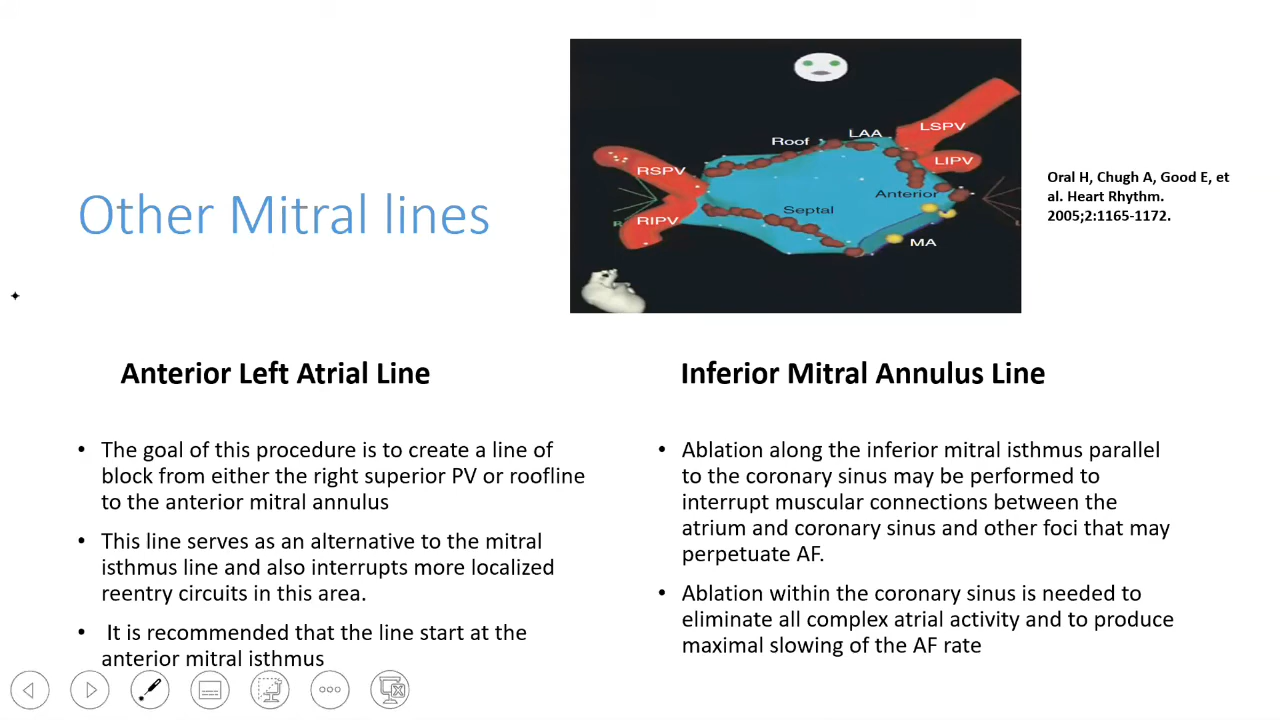 Other Mitral lines
Roof
LAA
LSPV
LIPV
RSPV
Anterior
Septal
RIPV
R
MA
Oral H, Chugh A, Good E, et
al. Heart Rhythm.
2005;2:1165-1172.
Anterior Left Atrial Line
• The goal of this procedure is to create a line of
block from either the right superior PV or roofline
to the anterior mitral annulus
• This line serves as an alternative to the mitral
isthmus line and also interrupts more localized
reentry circuits in this area.
• It is recommended that the line start at the
anterior mitral isthmus
Inferior Mitral Annulus Line
• Ablation along the inferior mitral isthmus parallel
to the coronary sinus may be performed to
interrupt muscular connections between the
atrium and coronary sinus and other foci that may
perpetuate AF.
• Ablation within the coronary sinus is needed to
eliminate all complex atrial activity and to produce
maximal slowing of the AF rate